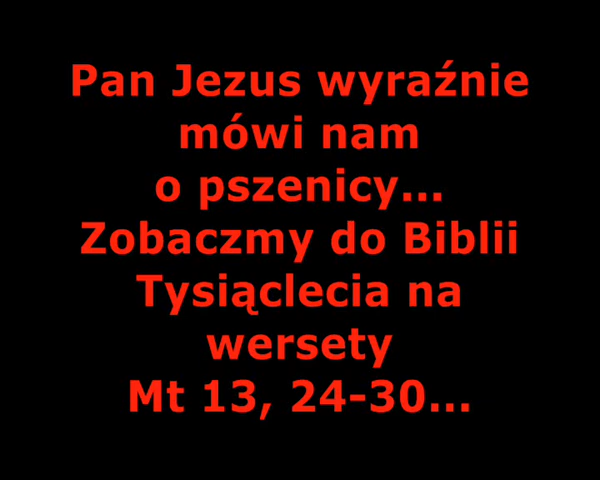 Pan Jezus wyraźnie
mówi nam
o pszenicy...
Zobaczmy do Biblii
Tysiąclecia na
wersety
Mt 13, 24-30...